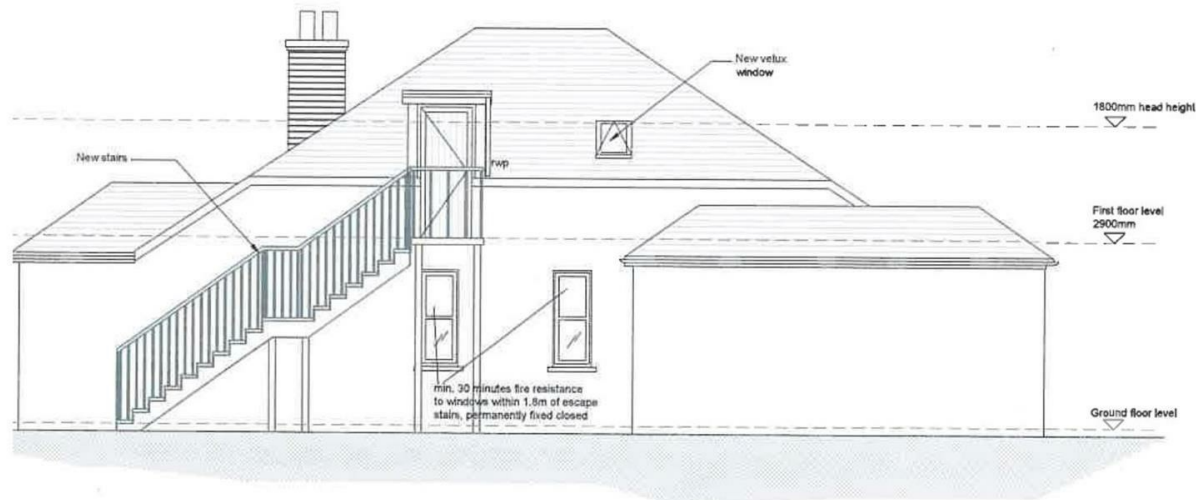 New velux
window
1800mm head height
New stairs
rwp
First floor level
2900mm
min. 30 minutes fire resistance
to windows within 1.8m of escape
stairs, permanently fixed closed
Ground floor level